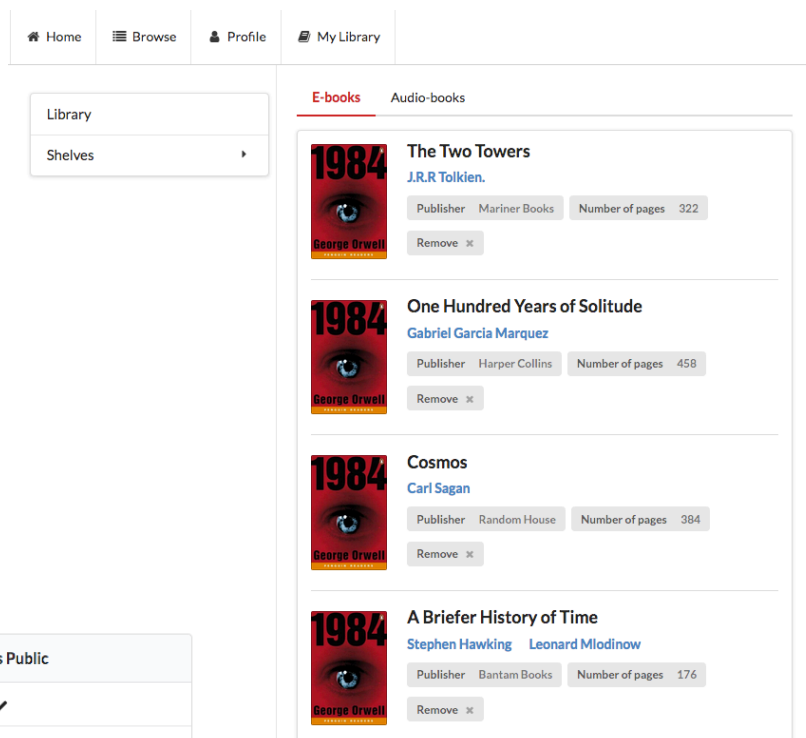 Home Browse Profile My Library
Library
Shelves
E-books Audio-books
1984
George Orwell
The Two Towers
J.R.R Tolkien.
Publisher Mariner Books Number of pages 322
Remove ×
1984
George Orwell
One Hundred Years of Solitude
Gabriel Garcia Marquez
Publisher Harper Collins Number of pages 458
Remove ×
1984
George Orwell
Cosmos
Carl Sagan
Publisher Random House Number of pages 384
Remove ×
1984
George Orwell
A Briefer History of Time
Stephen Hawking Leonard Mlodinow
Publisher Bantam Books Number of pages 176
Remove ×
s Public